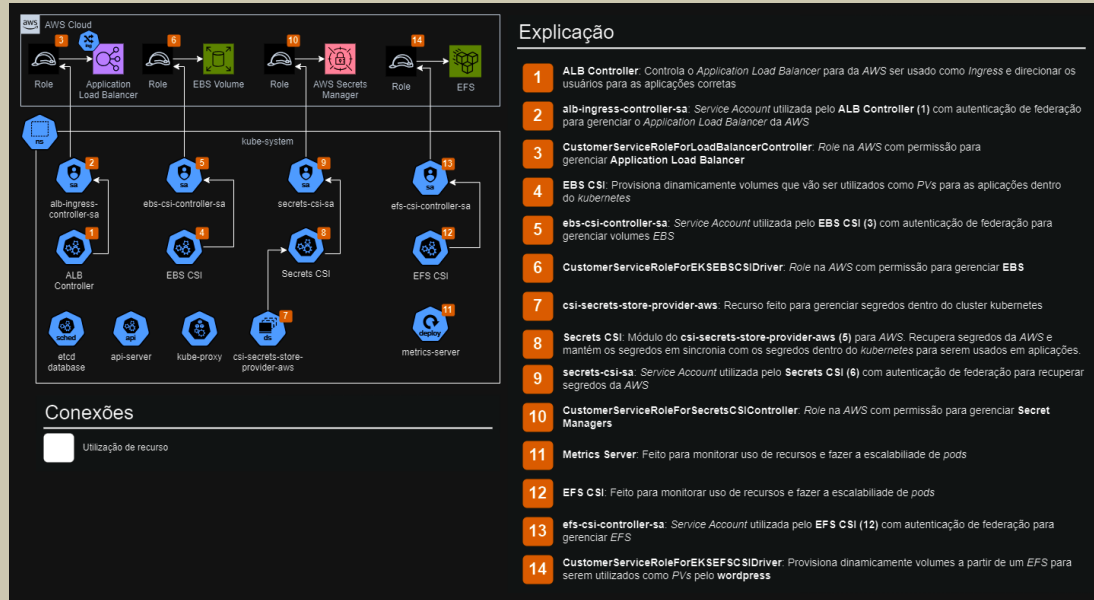 aws
AWS Cloud
3
6
10
14
Role
Application
Load Balancer
Role
EBS Volume
Role
AWS Secrets
Manager
Role
EFS
ns
kube-system
2
5
9
13
sa
sa
sa
sa
alb-ingress-
controller-sa
ebs-csi-controller-sa
secrets-csi-sa
efs-csi-controller-sa
1
4
8
12
ALB
Controller
EBS CSI
Secrets CSI
EFS CSI
7
11
sched
api
ds
deploy
etcd
database
api-server
kube-proxy
csi-secrets-store-
provider-aws
metrics-server
Conexões
Utilização de recurso
Explicação
1
ALB Controller: Controla o Application Load Balancer para da AWS ser usado como Ingress e direcionar os
usuários para as aplicações corretas
2
alb-ingress-controller-sa: Service Account utilizada pelo ALB Controller (1) com autenticação de federação
para gerenciar o Application Load Balancer da AWS
3
CustomerServiceRoleForLoadBalancerController: Role na AWS com permissão para
gerenciar Application Load Balancer
4
EBS CSI: Provisiona dinamicamente volumes que vão ser utilizados como PVs para as aplicações dentro
do kubernetes
5
ebs-csi-controller-sa: Service Account utilizada pelo EBS CSI (3) com autenticação de federação para
gerenciar volumes EBS
6
CustomerServiceRoleForEKSEBSCSIDriver: Role na AWS com permissão para gerenciar EBS
7
csi-secrets-store-provider-aws: Recurso feito para gerenciar segredos dentro do cluster kubernetes
8
Secrets CSI: Módulo do csi-secrets-store-provider-aws (5) para AWS. Recupera segredos da AWS e
mantém os segredos em sincronia com os segredos dentro do kubernetes para serem usados em aplicações.
9
secrets-csi-sa: Service Account utilizada pelo Secrets CSI (6) com autenticação de federação para recuperar
segredos da AWS
10
CustomerServiceRoleForSecretsCSIController: Role na AWS com permissão para gerenciar Secret
Managers
11
Metrics Server: Feito para monitorar uso de recursos e fazer a escalabiliade de pods
12
EFS CSI: Feito para monitorar uso de recursos e fazer a escalabiliade de pods
13
efs-csi-controller-sa: Service Account utilizada pelo EFS CSI (12) com autenticação de federação para
gerenciar EFS
14
CustomerServiceRoleForEKSEFSCSIDriver: Provisiona dinamicamente volumes a partir de um EFS para
serem utilizados como PVs pelo wordpress